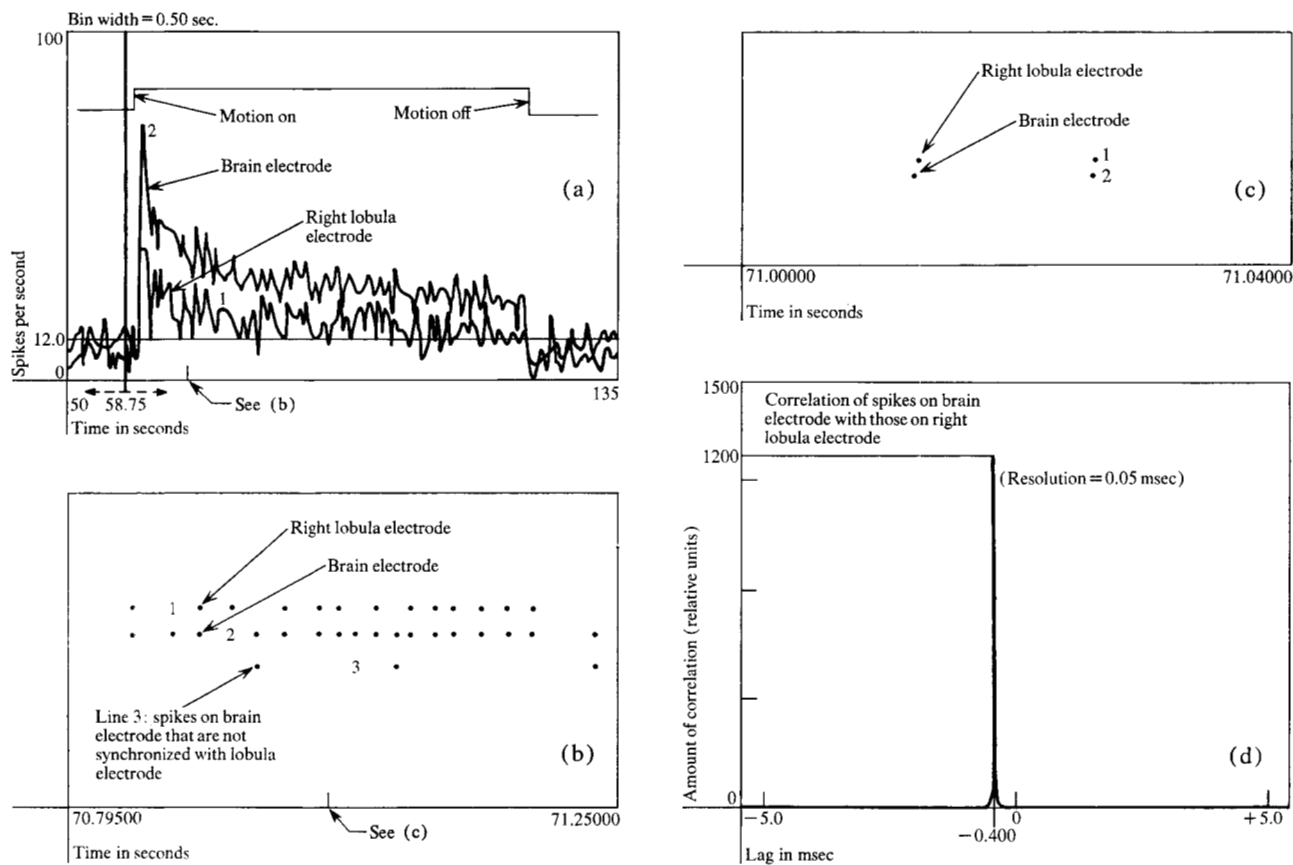 Bin width = 0.50 sec.
100
Motion on
Motion off
2
Brain electrode
(a)
Right lobula
electrode
1
Spikes per second
12.0
0
50
58.75
135
See (b)
Time in seconds
Right lobula electrode
Brain electrode
1
2
3
Line 3: spikes on brain
electrode that are not
synchronized with lobula
electrode
(b)
70.79500
71.25000
See (c)
Time in seconds
Right lobula electrode
Brain electrode
1
2
(c)
71.00000
71.04000
Time in seconds
1500
Correlation of spikes on brain
electrode with those on right
lobula electrode
1200
(Resolution = 0.05 msec)
Amount of correlation (relative units)
(d)
0
−5.0
0
+5.0
−0.400
Lag in msec